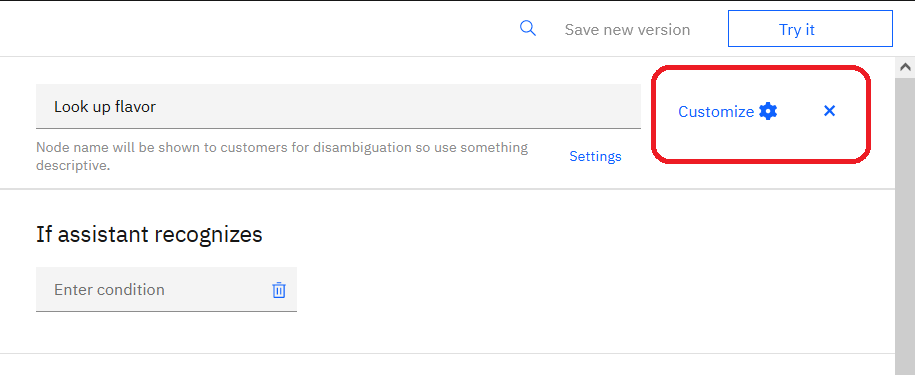 Save new version
Try it
Look up flavor
Customize
Node name will be shown to customers for disambiguation so use something
descriptive.
Settings
If assistant recognizes
Enter condition